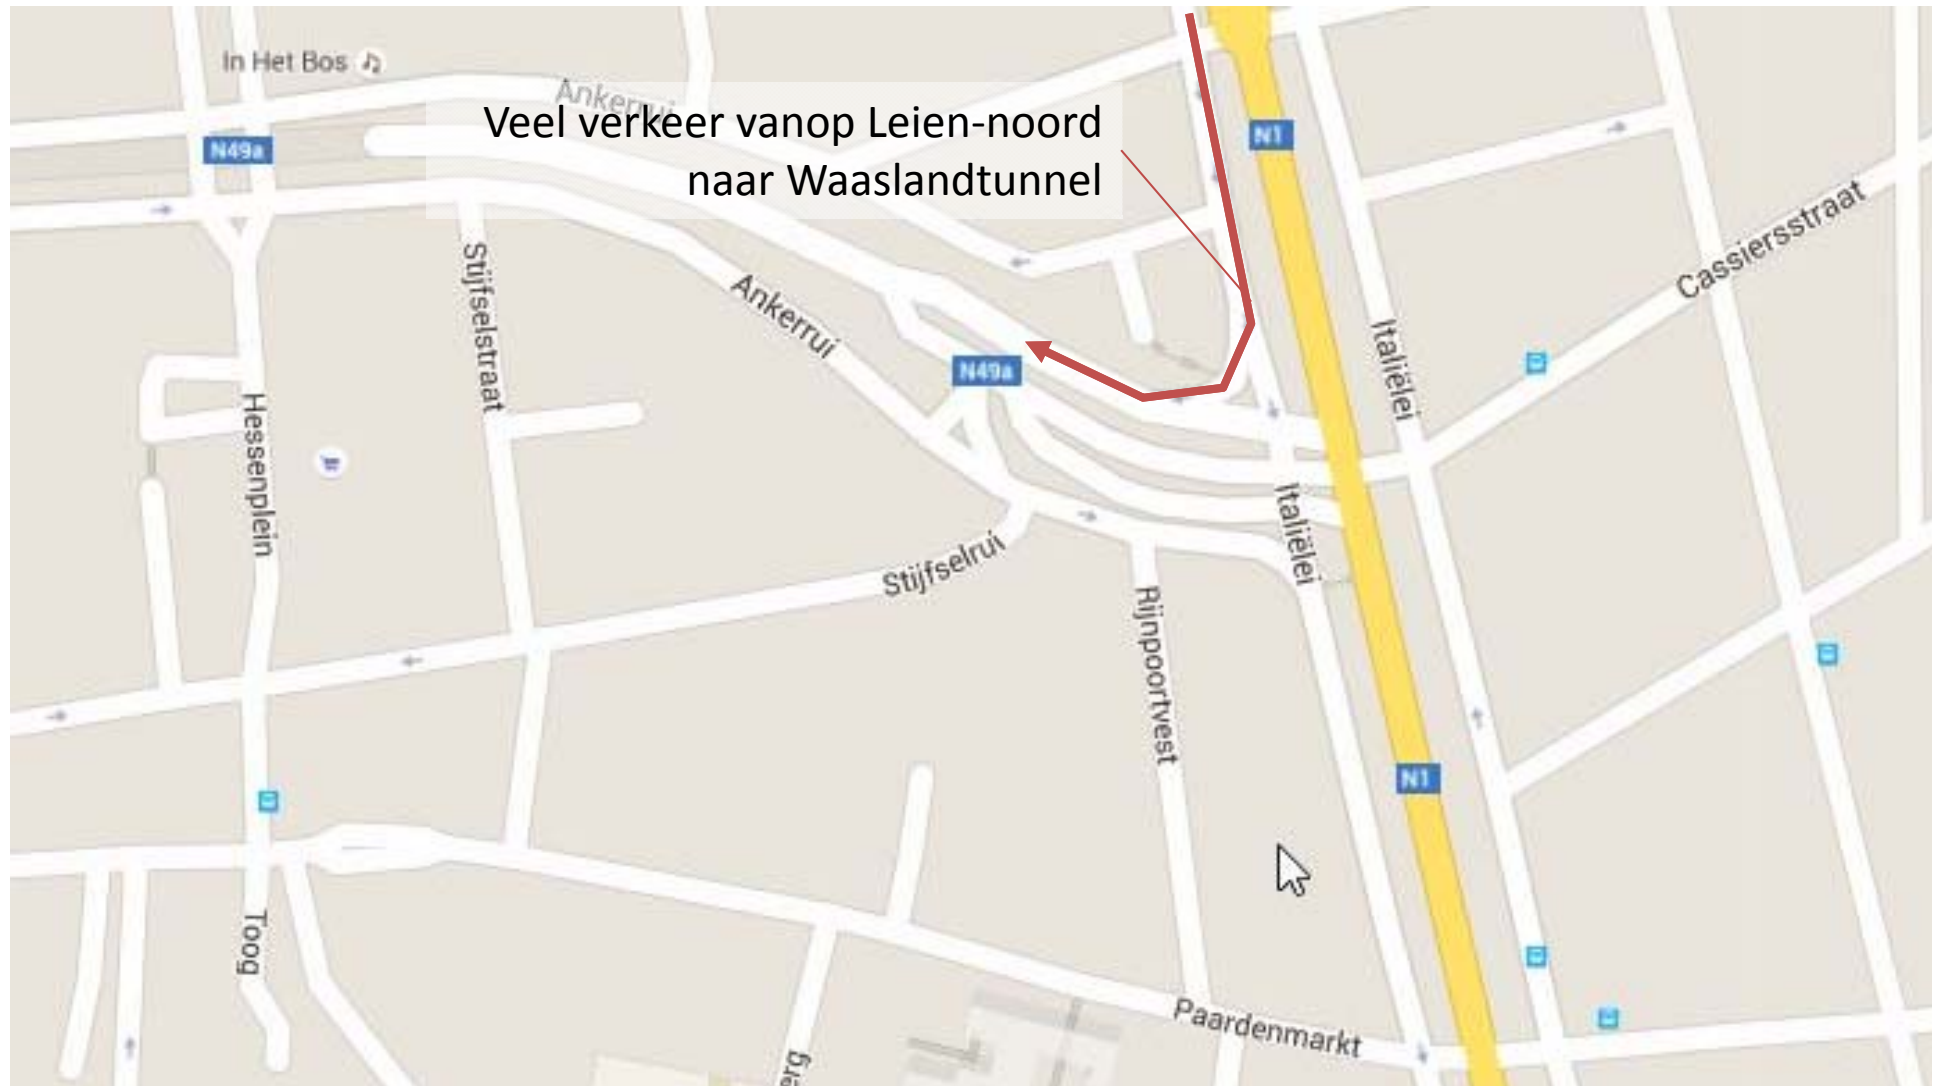 In Het Bos
Ankerrui
Veel verkeer vanop Leien-noord
naar Waaslandtunnel
N49a
N1
Cassiersstraat
Stijfselstraat
Ankerrui
Italiëlei
N49a
Hessenplein
Italiëlei
Stijfselrui
Rijnpoortvest
N1
Toog
Paardenmarkt